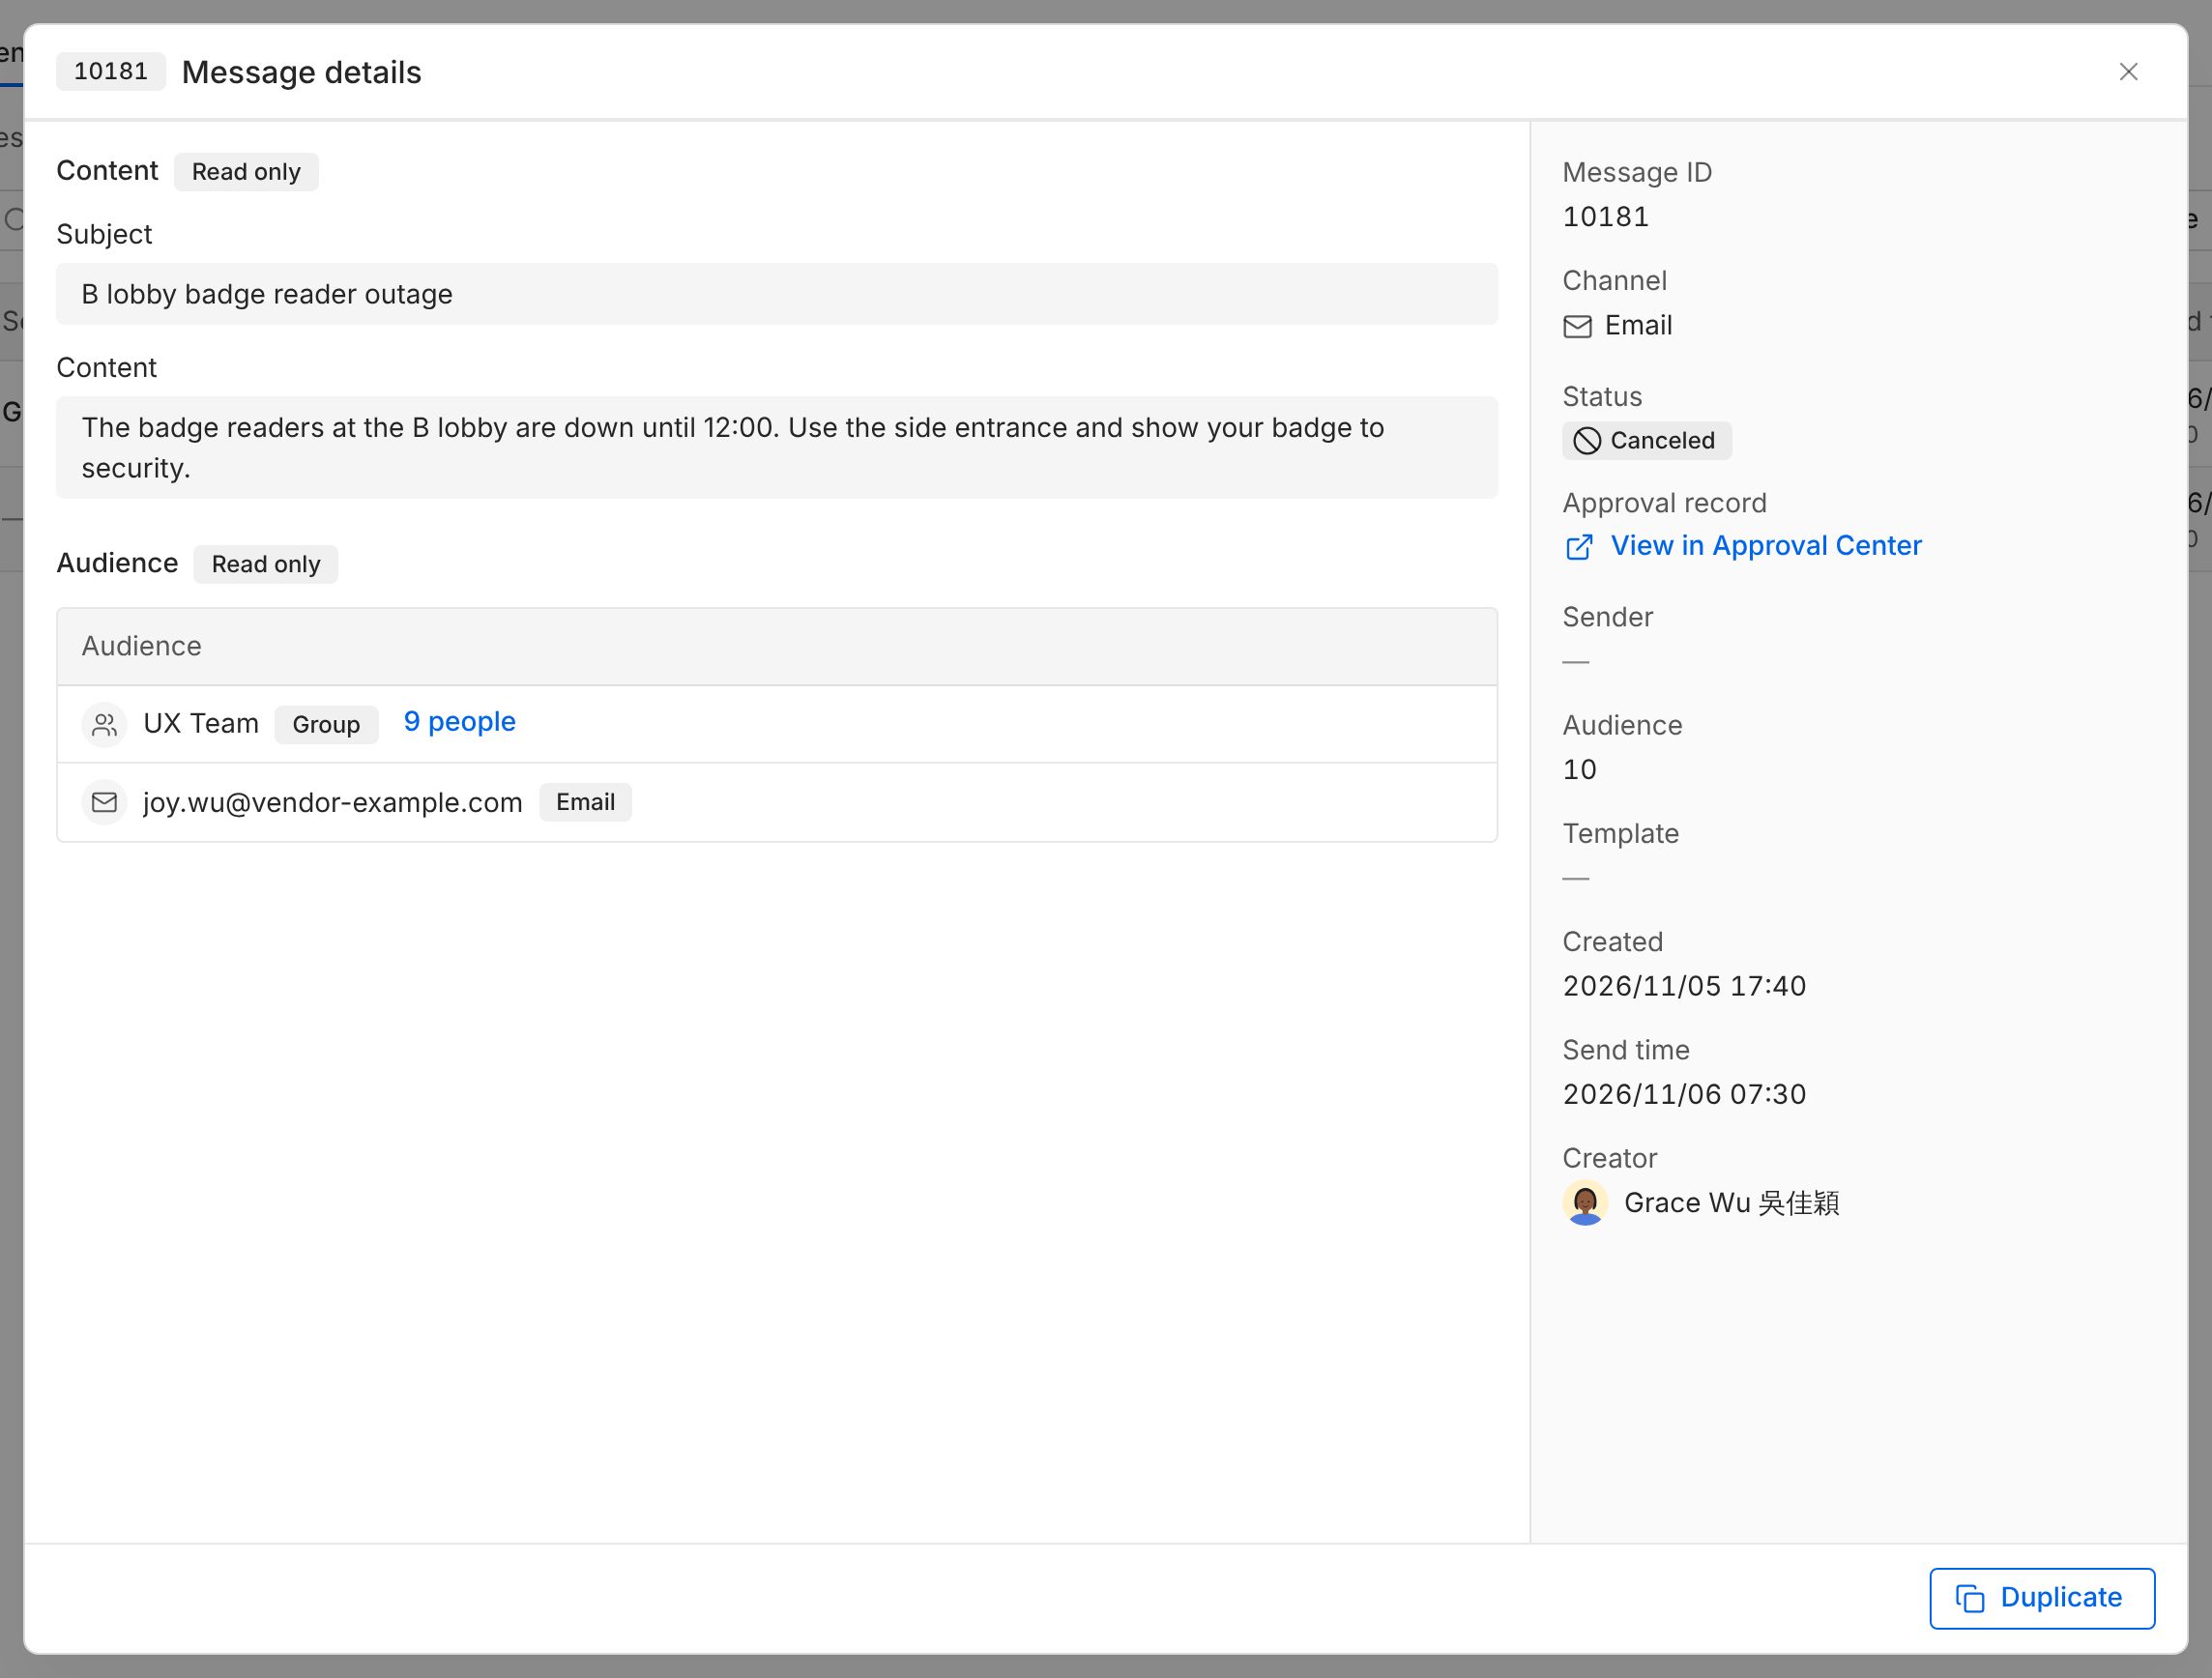 10181 Message details
Content Read only
Subject
B lobby badge reader outage
Content
The badge readers at the B lobby are down until 12:00. Use the side entrance and show your badge to
security.
Audience Read only
Audience
UX Team Group 9 people
joy.wu@vendor-example.com Email
Message ID
10181
Channel
Email
Status
Canceled
Approval record
View in Approval Center
Sender
—
Audience
10
Template
—
Created
2026/11/05 17:40
Send time
2026/11/06 07:30
Creator
Grace Wu 吳佳穎
Duplicate